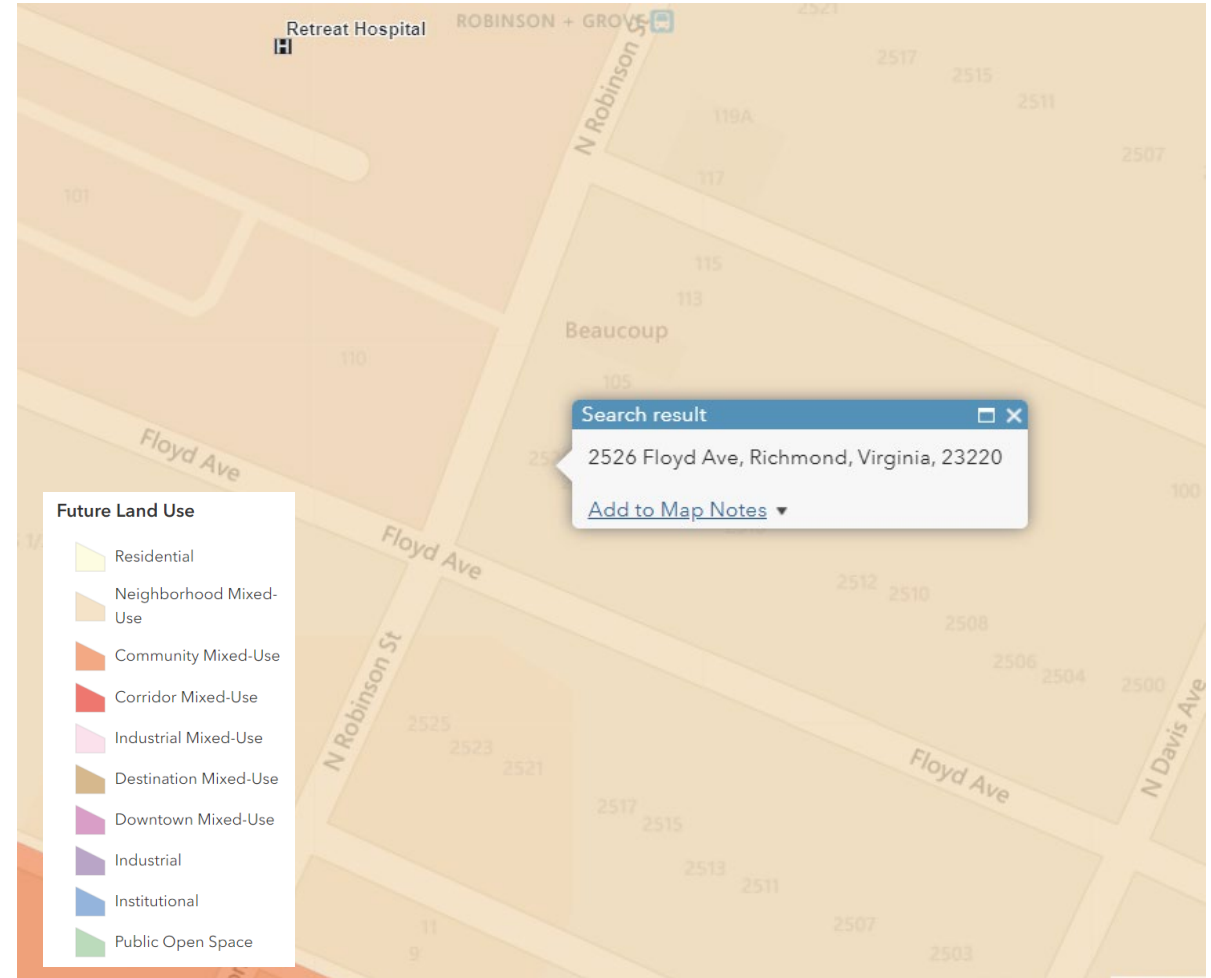 Retreat Hospital
H
ROBINSON + GROVE
2521
2517
2515
2511
2507
N Robinson St
119A
117
101
115
113
Beaucoup
110
105
Search result
2526 Floyd Ave, Richmond, Virginia, 23220
Add to Map Notes
Floyd Ave
100
Floyd Ave
2512
2510
2508
2506
2504
2500
N Davis Ave
N Robinson St
2525
2523
2521
Floyd Ave
2517
2515
2513
2511
2507
2503
11
9
Future Land Use
Residential
Neighborhood Mixed-
Use
Community Mixed-Use
Corridor Mixed-Use
Industrial Mixed-Use
Destination Mixed-Use
Downtown Mixed-Use
Industrial
Institutional
Public Open Space